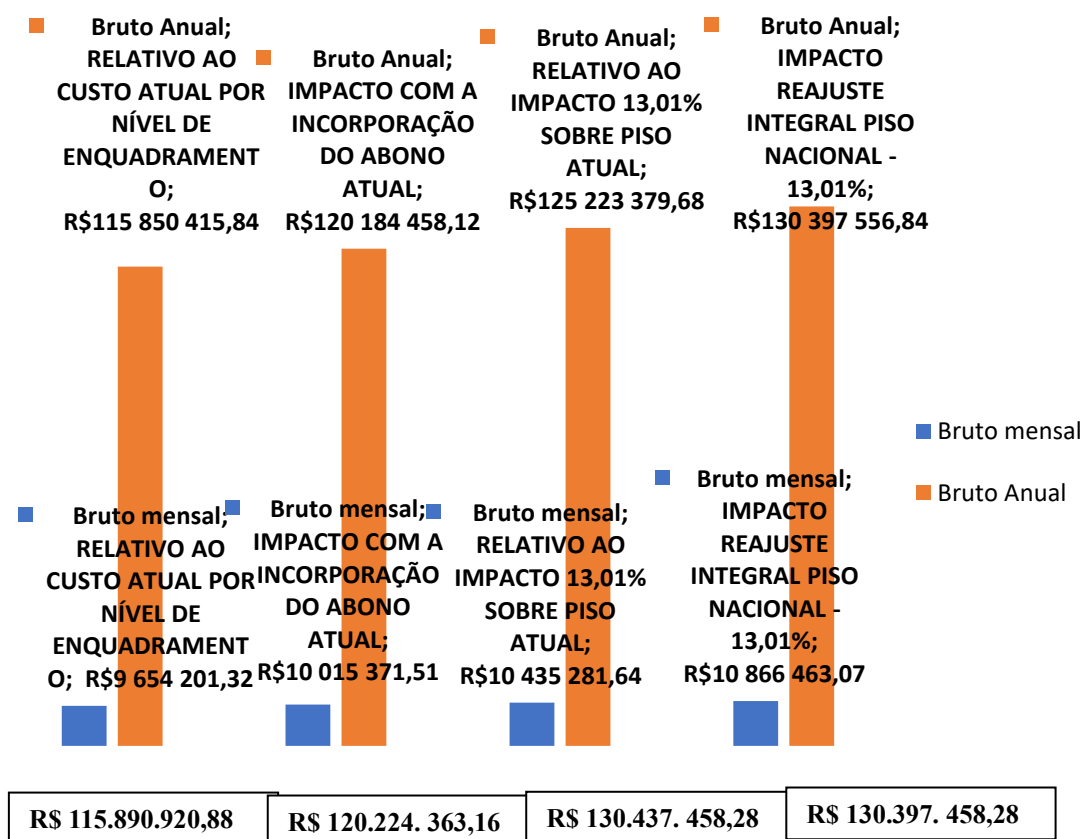 Bruto Anual;
RELATIVO AO
CUSTO ATUAL POR
NÍVEL DE
ENQUADRAMENT
O;
R$115 850 415,84
Bruto Anual;
IMPACTO COM A
INCORPORAÇÃO
DO ABONO
ATUAL;
R$120 184 458,12
Bruto Anual;
RELATIVO AO
IMPACTO 13,01%
SOBRE PISO
ATUAL;
R$125 223 379,68
Bruto Anual;
IMPACTO
REAJUSTE
INTEGRAL PISO
NACIONAL -
13,01%;
R$130 397 556,84
Bruto mensal;
RELATIVO AO
CUSTO ATUAL POR
NÍVEL DE
ENQUADRAMENT
O; R$9 654 201,32
Bruto mensal;
IMPACTO COM A
INCORPORAÇÃO
DO ABONO
ATUAL;
R$10 015 371,51
Bruto mensal;
RELATIVO AO
IMPACTO 13,01%
SOBRE PISO
ATUAL;
R$10 435 281,64
Bruto mensal;
IMPACTO
REAJUSTE
INTEGRAL PISO
NACIONAL -
13,01%;
R$10 866 463,07
Bruto mensal
Bruto Anual
R$ 115.890.920,88
R$ 120.224. 363,16
R$ 130.437. 458,28
R$ 130.397. 458,28